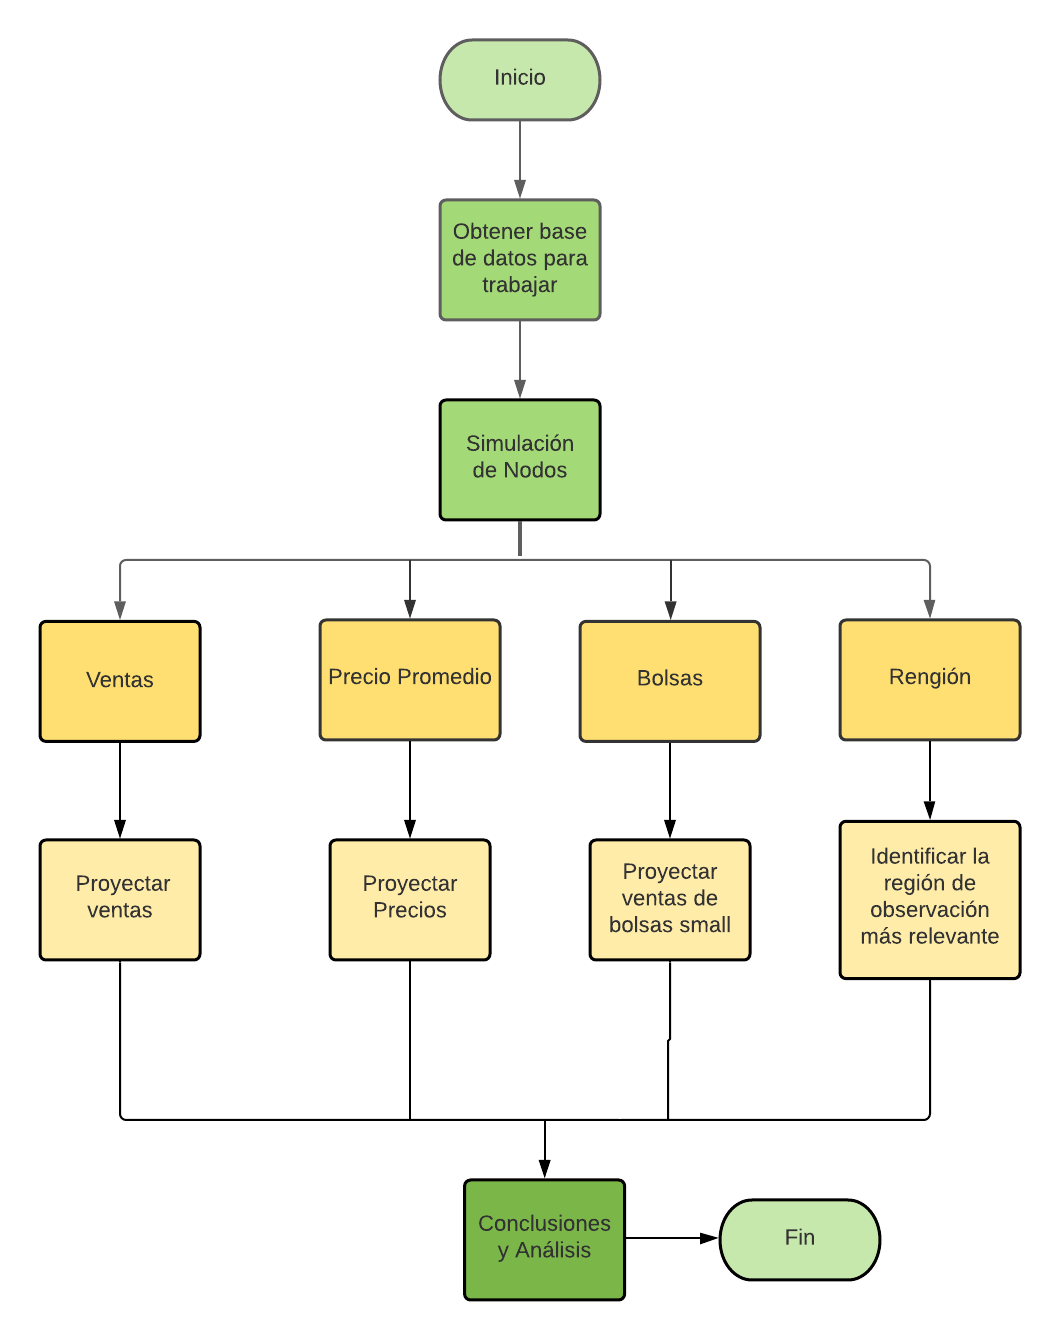 Inicio
Obtener base
de datos para
trabajar
Simulación
de Nodos
Ventas
Precio Promedio
Bolsas
Rengión
Proyectar
ventas
Proyectar
Precios
Proyectar
ventas de
bolsas small
Identificar la
región de
observación
más relevante
Conclusiones
y Análisis
Fin